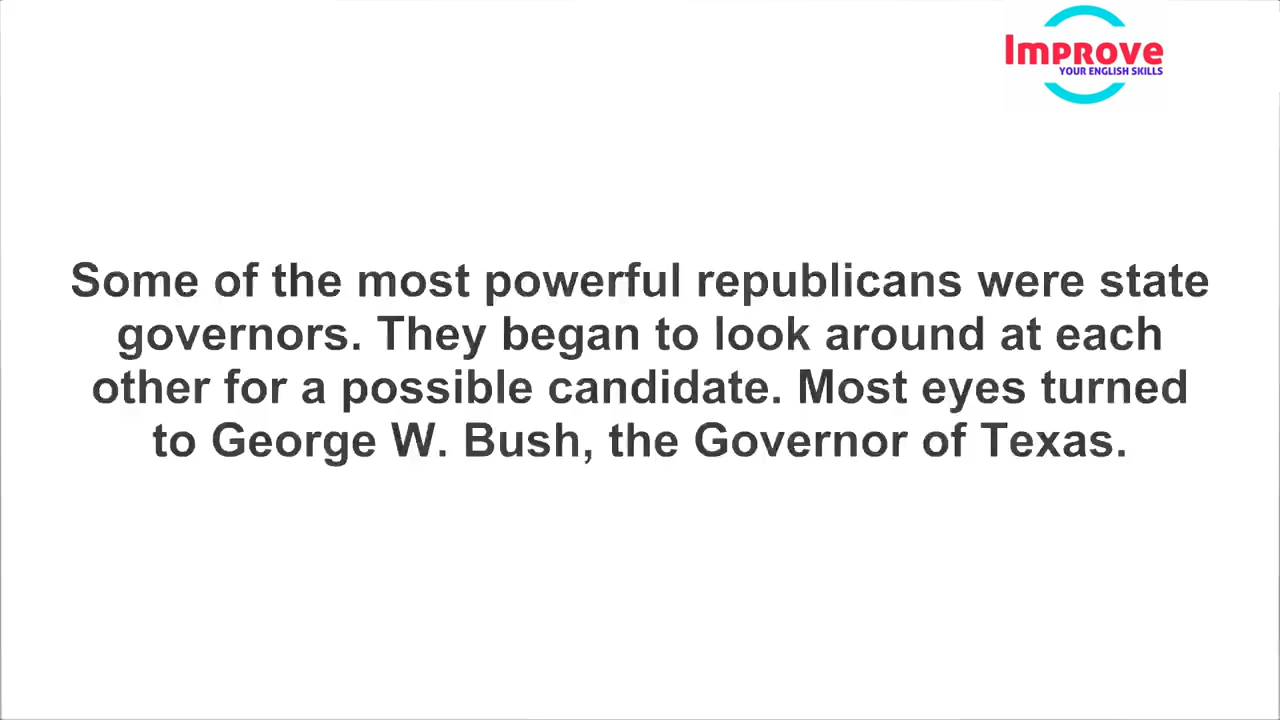 Improve
YOUR ENGLISH SKILLS
Some of the most powerful republicans were state
governors. They began to look around at each
other for a possible candidate. Most eyes turned
to George W. Bush, the Governor of Texas.